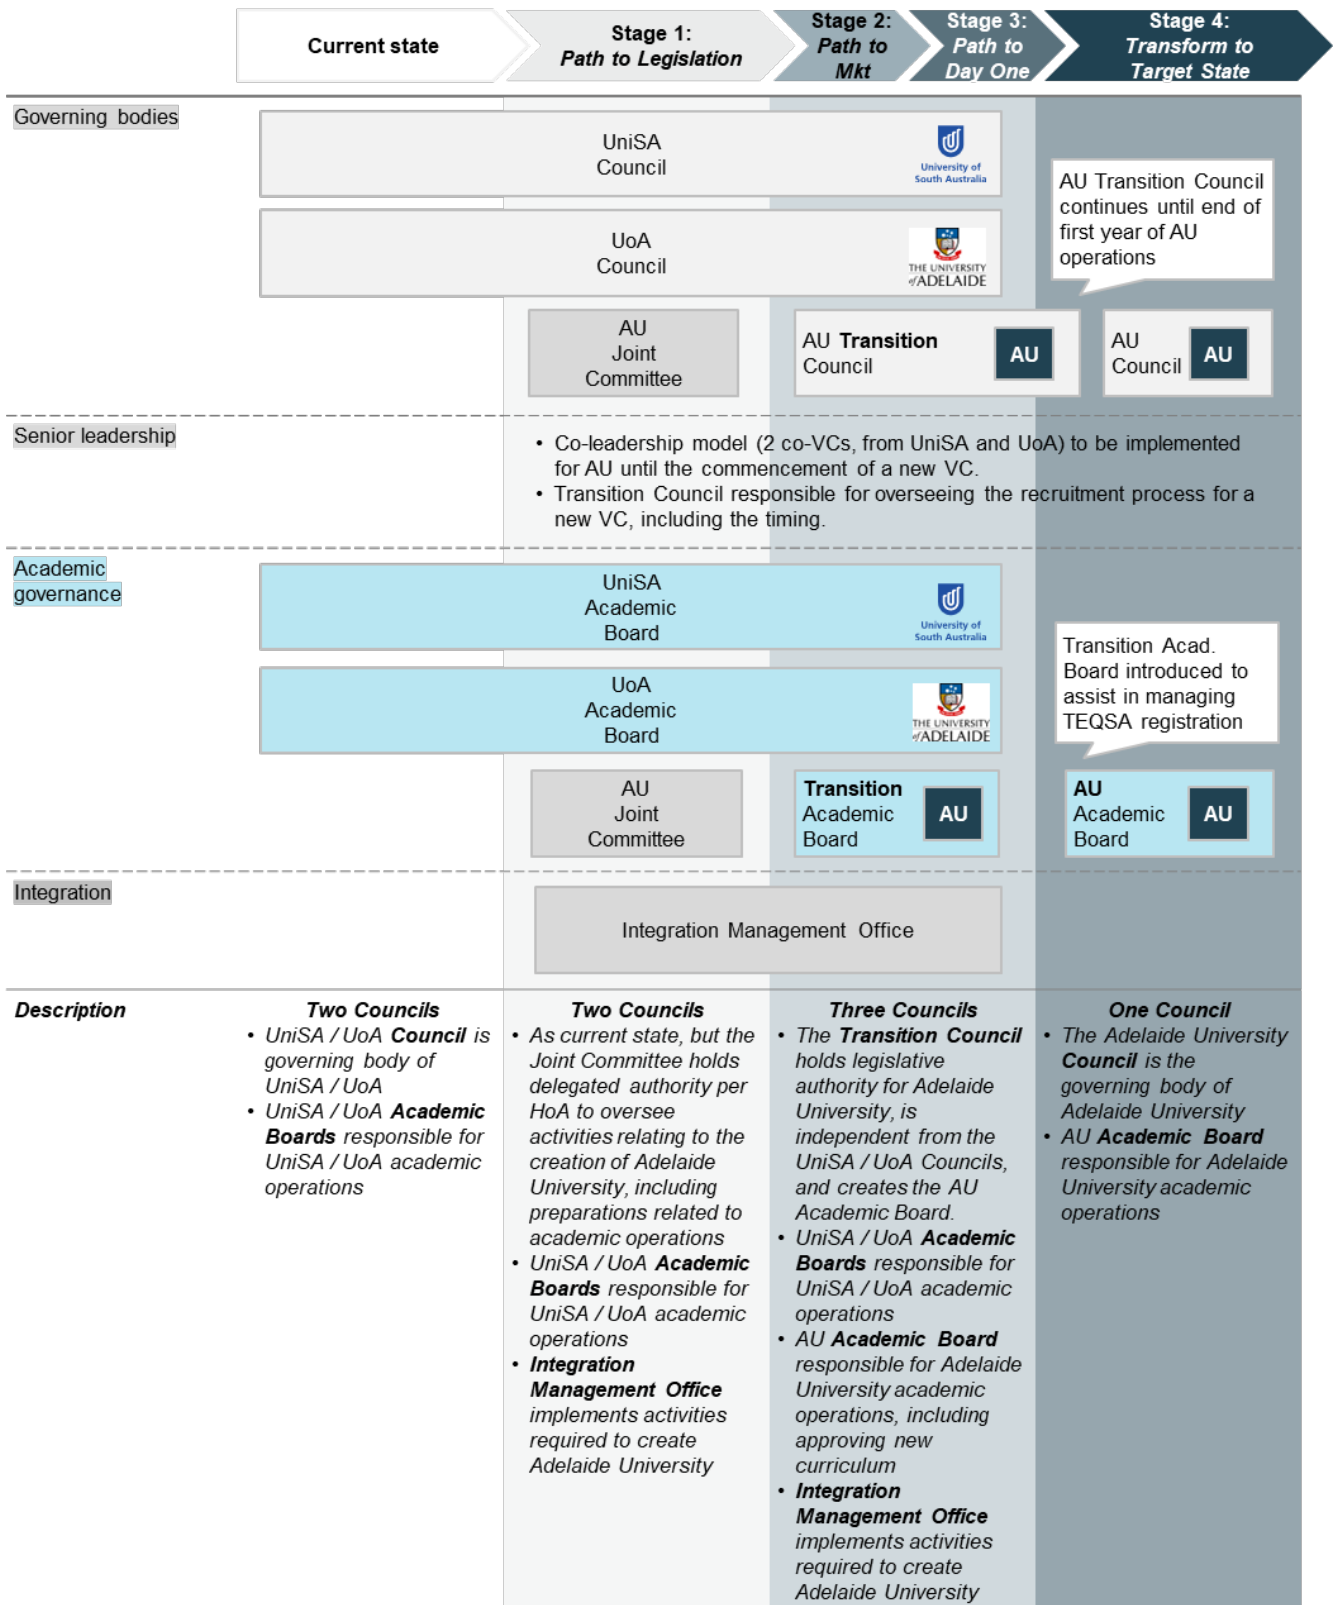 Current state
Stage 1:
Path to Legislation
Stage 2:
Path to
Mkt
Stage 3:
Path to
Day One
Stage 4:
Transform to
Target State
Governing bodies
UniSA
Council
University of
South Australia
UoA
Council
THE UNIVERSITY
of ADELAIDE
AU Transition Council
continues until end of
first year of AU
operations
AU
Joint
Committee
AU Transition
Council
AU
AU
Council
AU
Senior leadership
• Co-leadership model (2 co-VCs, from UniSA and UoA) to be implemented
for AU until the commencement of a new VC.
• Transition Council responsible for overseeing the recruitment process for a
new VC, including the timing.
Academic
governance
UniSA
Academic
Board
University of
South Australia
UoA
Academic
Board
THE UNIVERSITY
of ADELAIDE
Transition Acad.
Board introduced to
assist in managing
TEQSA registration
AU
Joint
Committee
Transition
Academic
Board
AU
AU
Academic
Board
AU
Integration
Integration Management Office
Description
Two Councils
• UniSA / UoA Council is
governing body of
UniSA / UoA
• UniSA / UoA Academic
Boards responsible for
UniSA / UoA academic
operations
Two Councils
• As current state, but the
Joint Committee holds
delegated authority per
HoA to oversee
activities relating to the
creation of Adelaide
University, including
preparations related to
academic operations
• UniSA / UoA Academic
Boards responsible for
UniSA / UoA academic
operations
• Integration
Management Office
implements activities
required to create
Adelaide University
Three Councils
• The Transition Council
holds legislative
authority for Adelaide
University, is
independent from the
UniSA / UoA Councils,
and creates the AU
Academic Board.
• UniSA / UoA Academic
Boards responsible for
UniSA / UoA academic
operations
• AU Academic Board
responsible for Adelaide
University academic
operations, including
approving new
curriculum
• Integration
Management Office
implements activities
required to create
Adelaide University
One Council
• The Adelaide University
Council is the
governing body of
Adelaide University
• AU Academic Board
responsible for Adelaide
University academic
operations